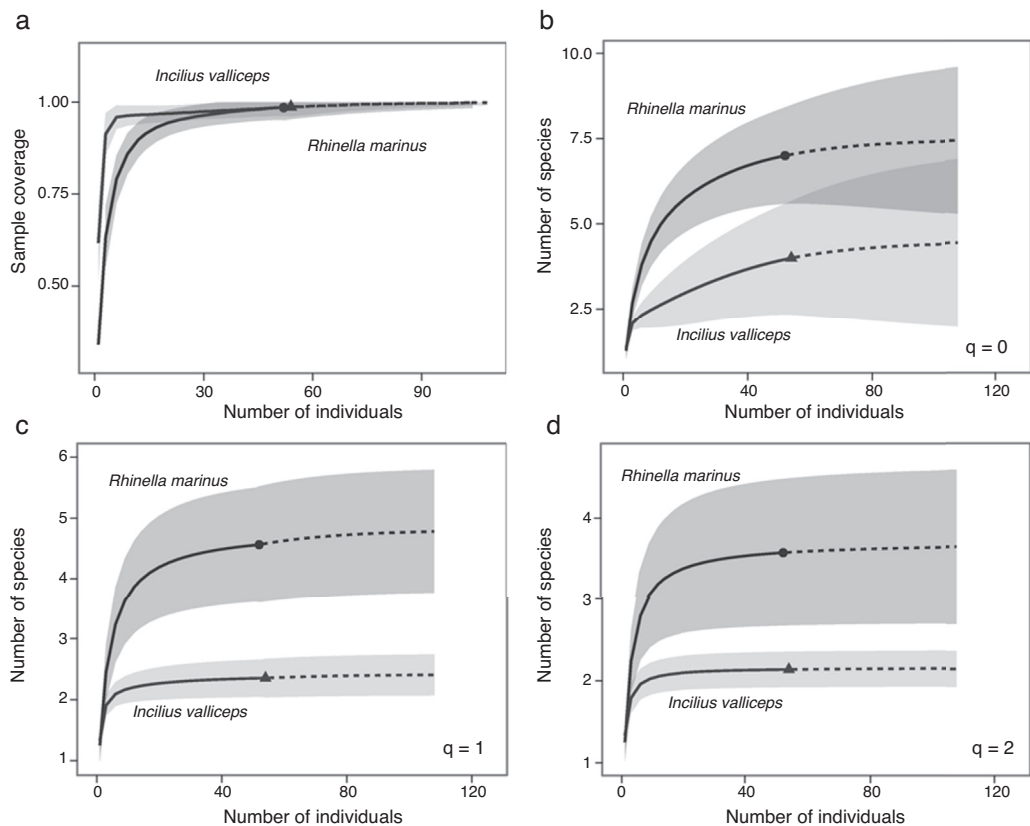 a
Incilius valliceps
Rhinella marinus
1.00
0.75
0.50
Sample coverage
0
30
60
90
Number of individuals
b
10.0
7.5
5.0
2.5
Number of species
Rhinella marinus
Incilius valliceps
q = 0
0
40
80
120
Number of individuals
c
6
5
4
3
2
1
Number of species
Rhinella marinus
Incilius valliceps
q = 1
0
40
80
120
Number of individuals
d
4
3
2
1
Number of species
Rhinella marinus
Incilius valliceps
q = 2
0
40
80
120
Number of individuals